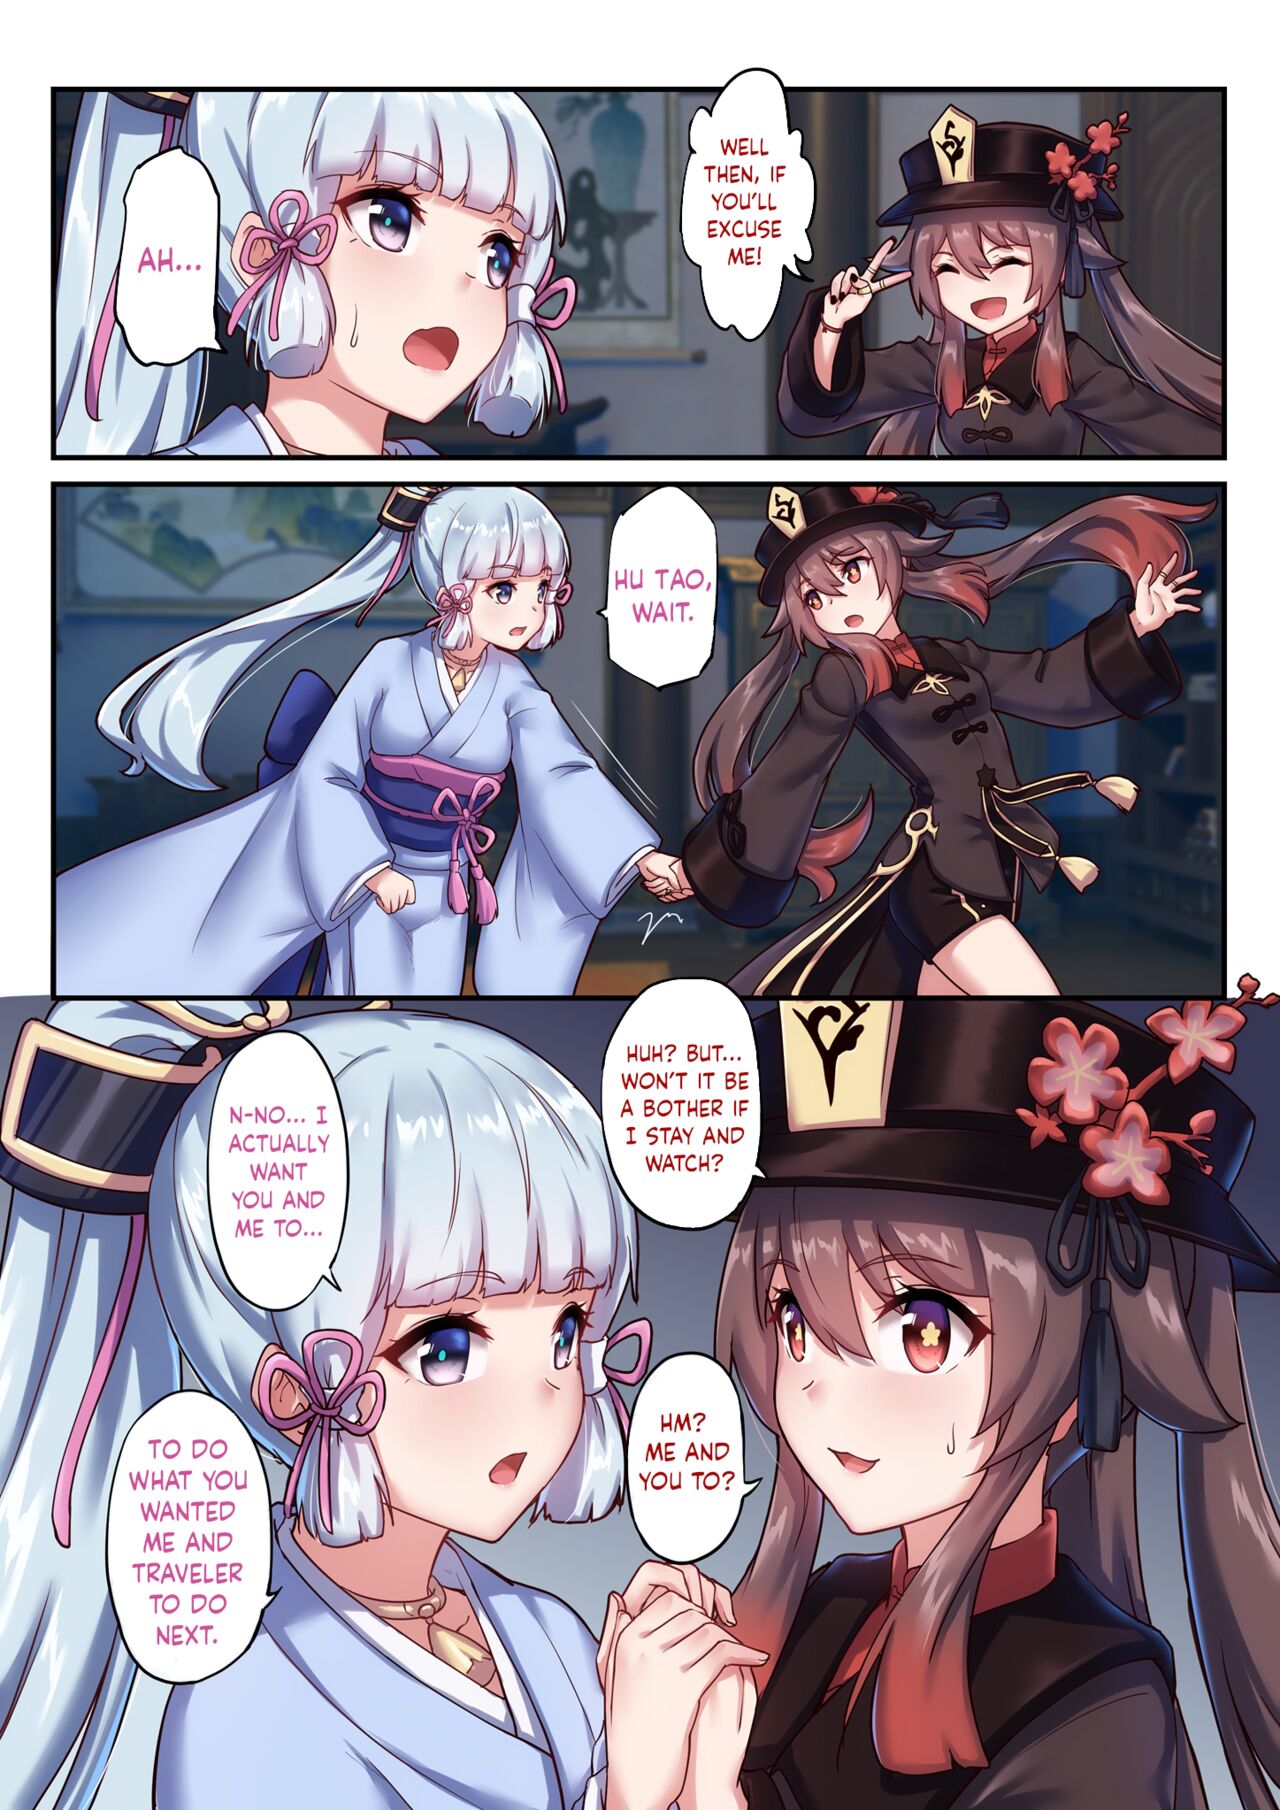 AH...
WELL
THEN, IF
YOU'LL
EXCUSE
ME!
HU TAO,
WAIT.
HUH? BUT...
WON'T IT BE
A BOTHER IF
I STAY AND
WATCH?
N-NO... I
ACTUALLY
WANT
YOU AND
ME TO...
HM?
ME AND
YOU TO?
TO DO
WHAT YOU
WANTED
ME AND
TRAVELER
TO DO
NEXT.